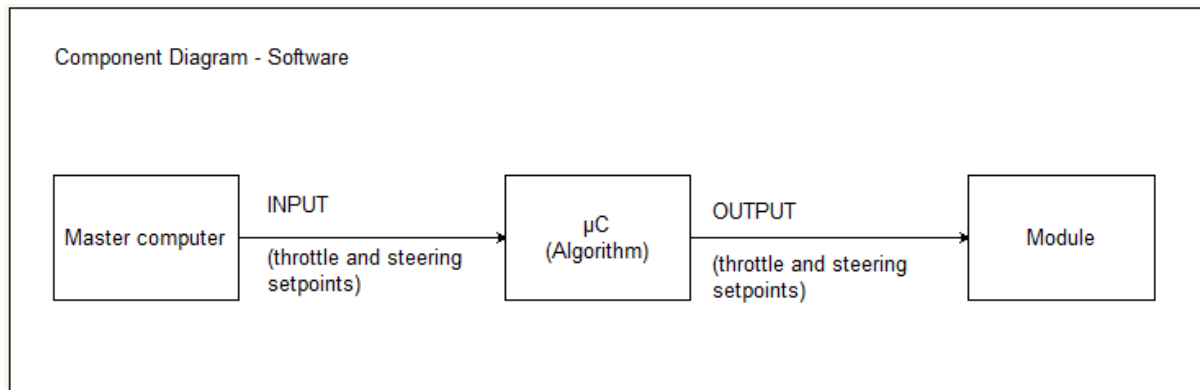 Component Diagram - Software
Master computer
INPUT
(throttle and steering
setpoints)
µC
(Algorithm)
OUTPUT
(throttle and steering
setpoints)
Module